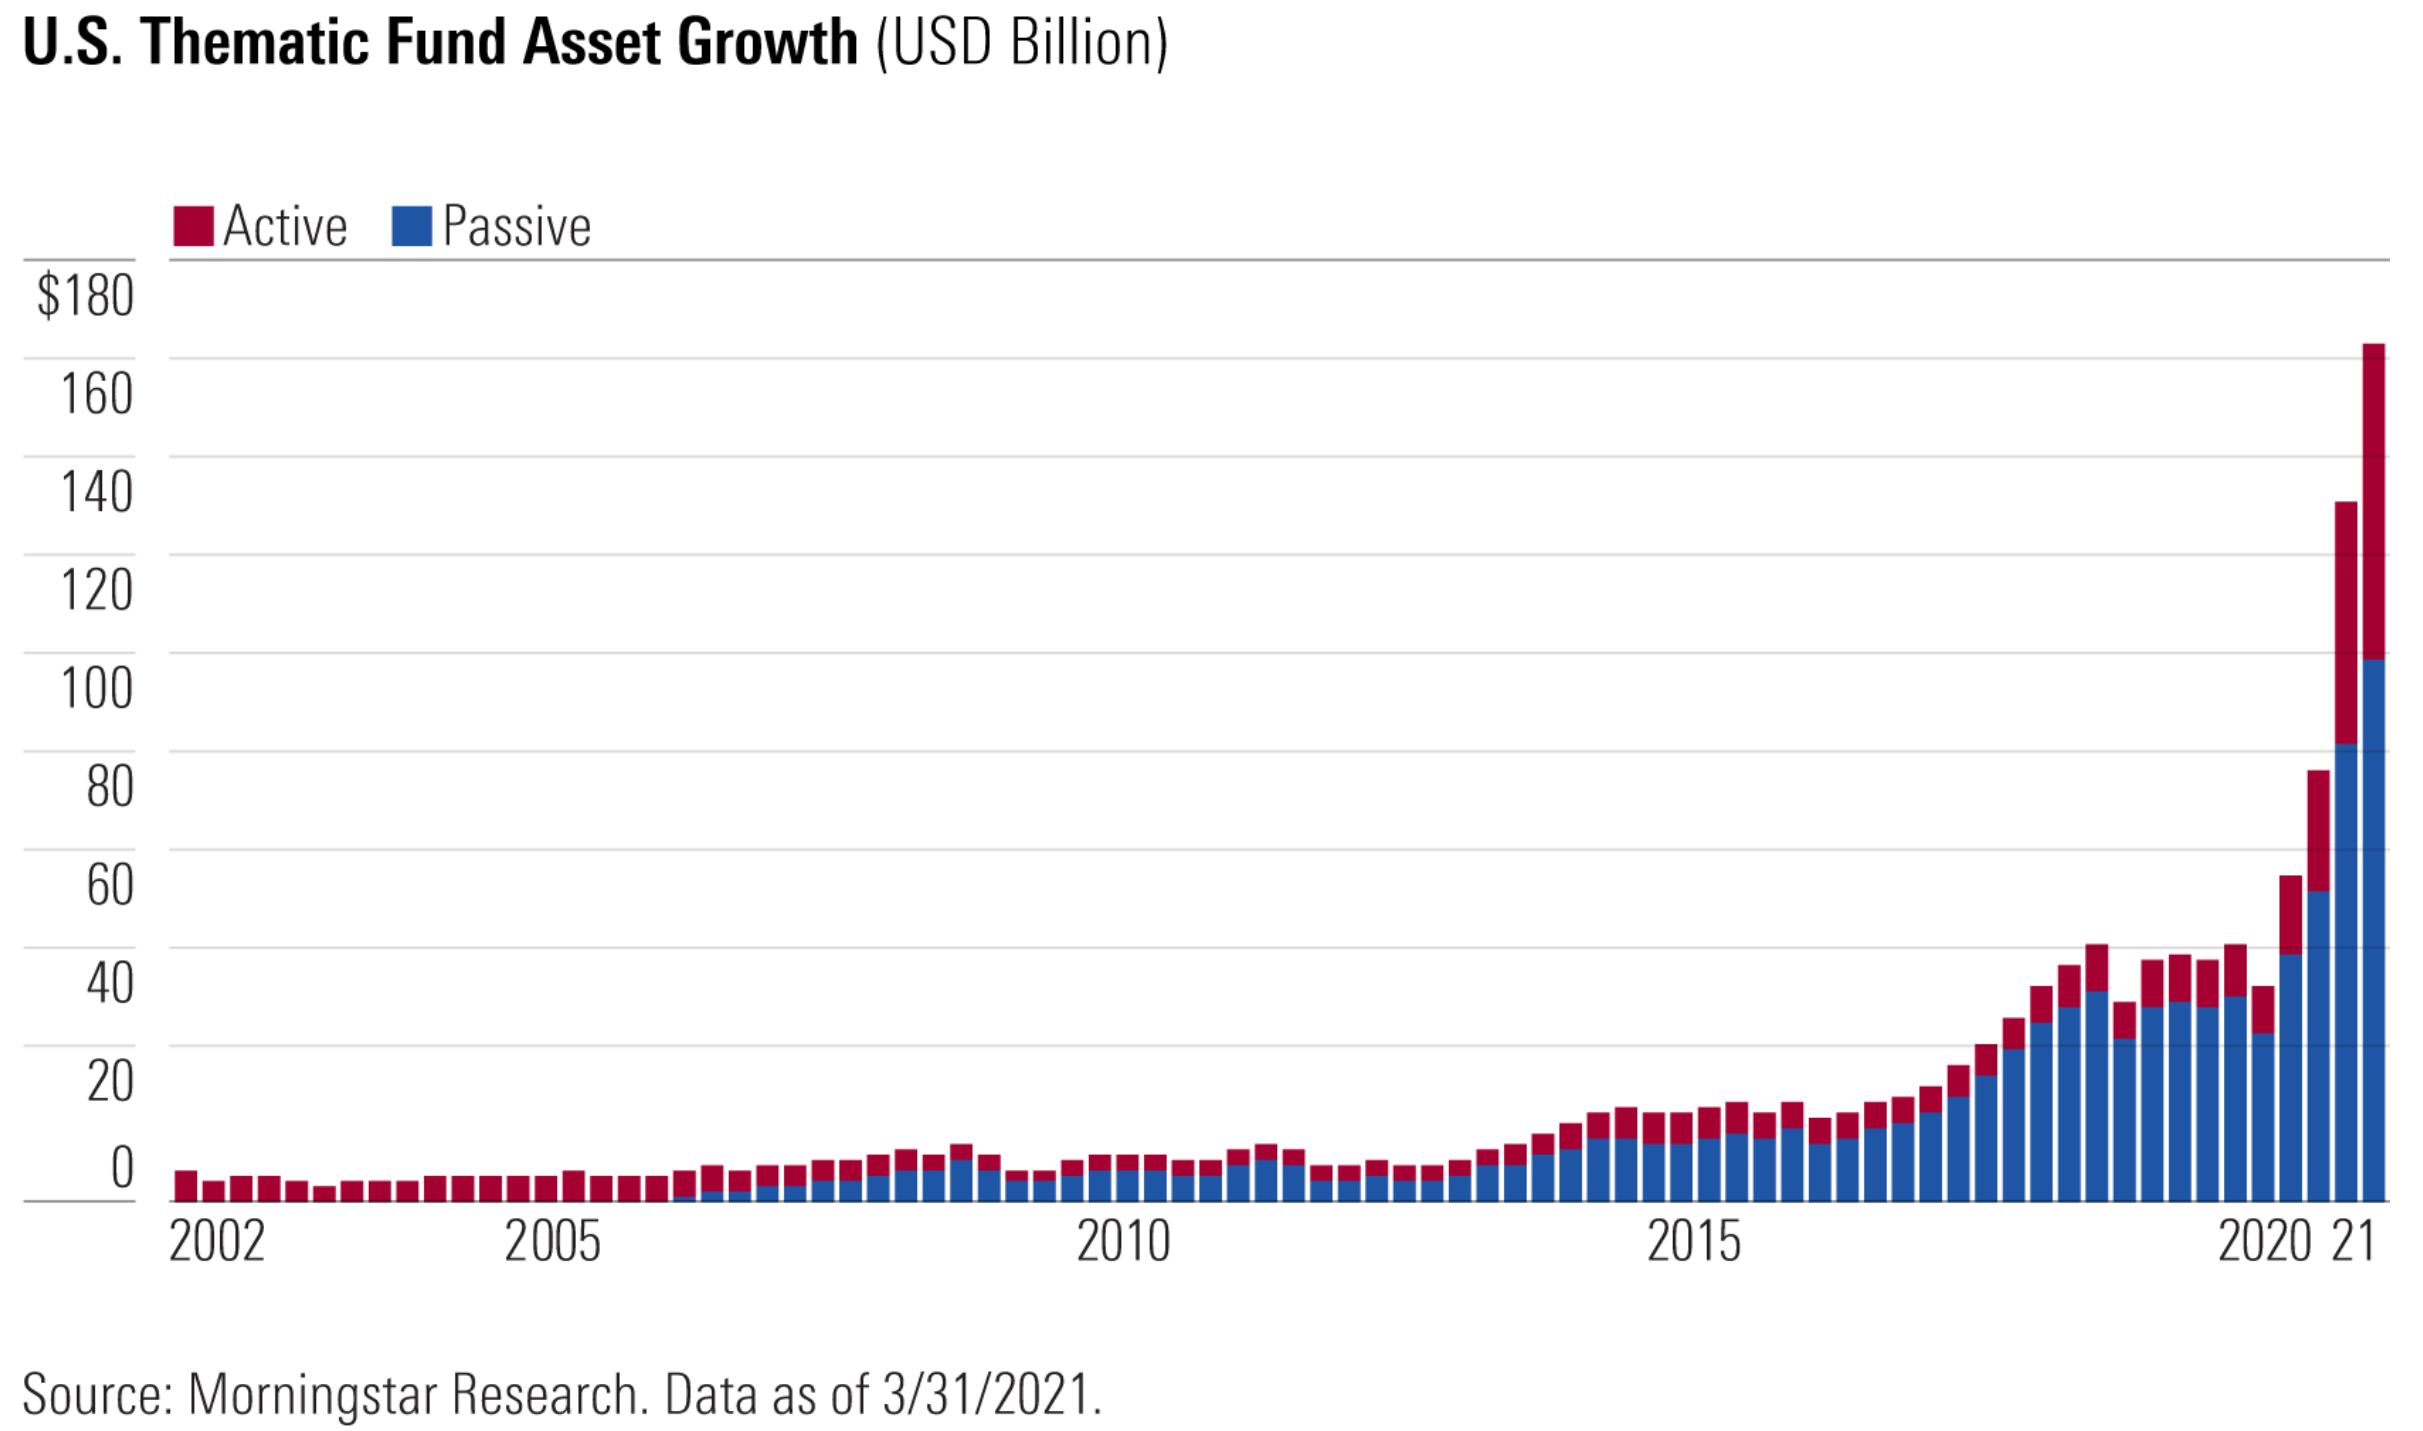 U.S. Thematic Fund Asset Growth (USD Billion)
Active Passive
$180
160
140
120
100
80
60
40
20
0
2002 2005 2010 2015 2020 21
Source: Morningstar Research. Data as of 3/31/2021.